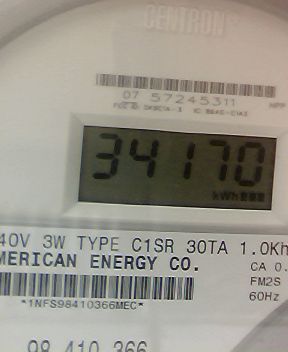 CENTRON®
07 57245311
34170
kWh
40V 3W TYPE C1SR 30TA 1.0Kh
MERICAN ENERGY CO.
CA 0.
FM2S
60Hz
*1NFS98410366MEC*
98 410 366